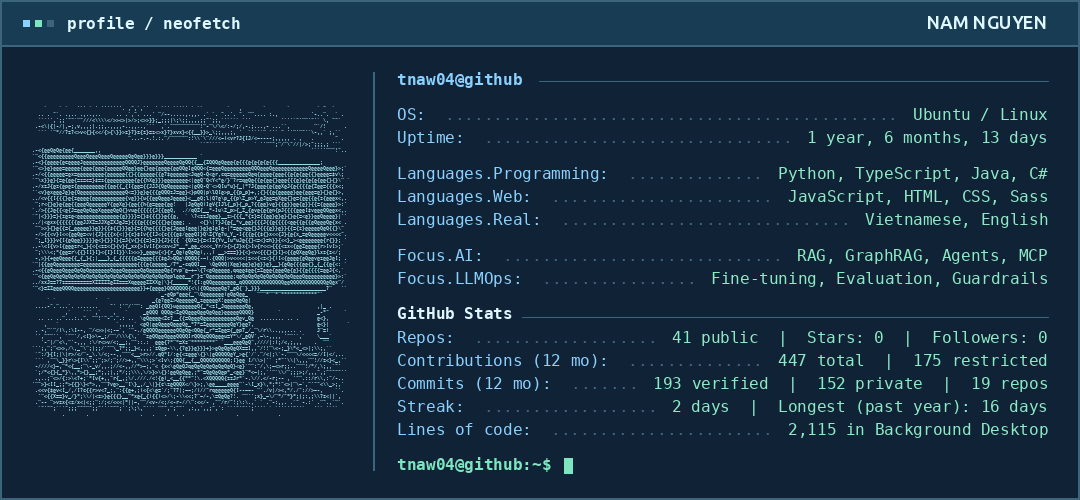 profile / neofetch
NAM NGUYEN
tnaw04@github
OS: Ubuntu / Linux
Uptime: 1 year, 6 months, 13 days
Languages.Programming: Python, TypeScript, Java, C#
Languages.Web: JavaScript, HTML, CSS, Sass
Languages.Real: Vietnamese, English
Focus.AI: RAG, GraphRAG, Agents, MCP
Focus.LLMOps: Fine-tuning, Evaluation, Guardrails
GitHub Stats
Repos: 41 public | Stars: 0 | Followers: 0
Contributions (12 mo): 447 total | 175 restricted
Commits (12 mo): 193 verified | 152 private | 19 repos
Streak: 2 days | Longest (past year): 16 days
Lines of code: 2,115 in Background Desktop
tnaw04@github:~$